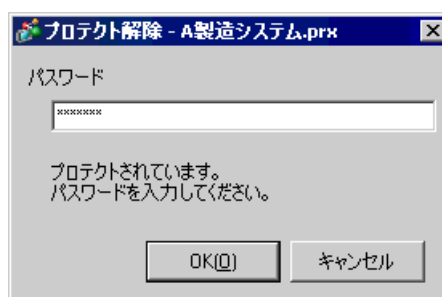 プロテクト解除 - A製造システム.prx
パスワード
*******
プロテクトされています。
パスワードを入力してください。
OK(O) キャンセル